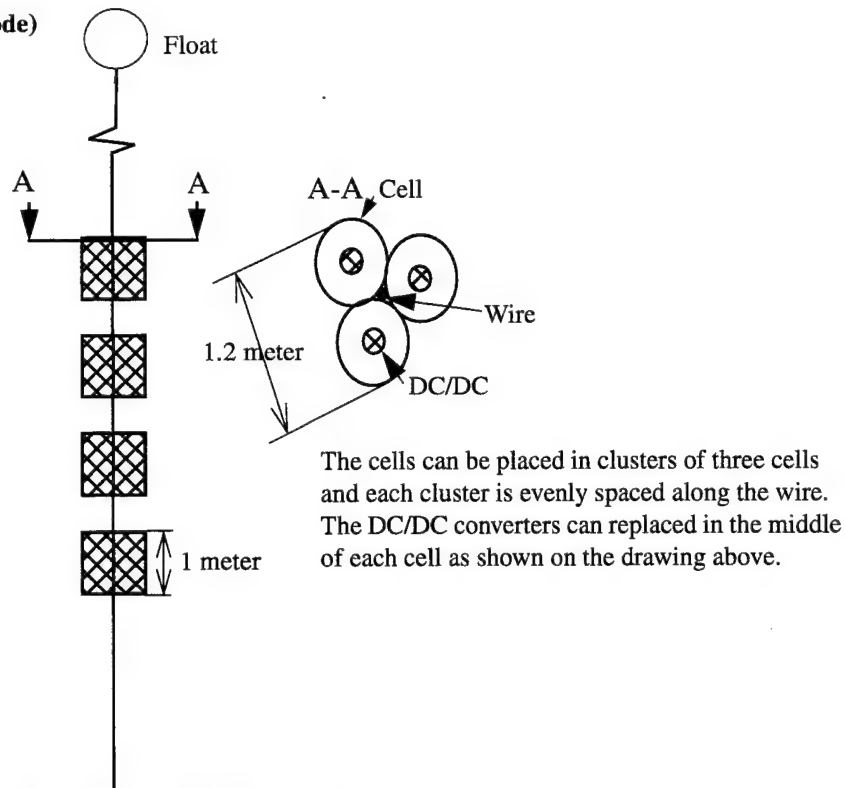 ode)
Float
A A
A-A Cell
Wire
1.2 meter
DC/DC
The cells can be placed in clusters of three cells
and each cluster is evenly spaced along the wire.
The DC/DC converters can replaced in the middle
of each cell as shown on the drawing above.
1 meter